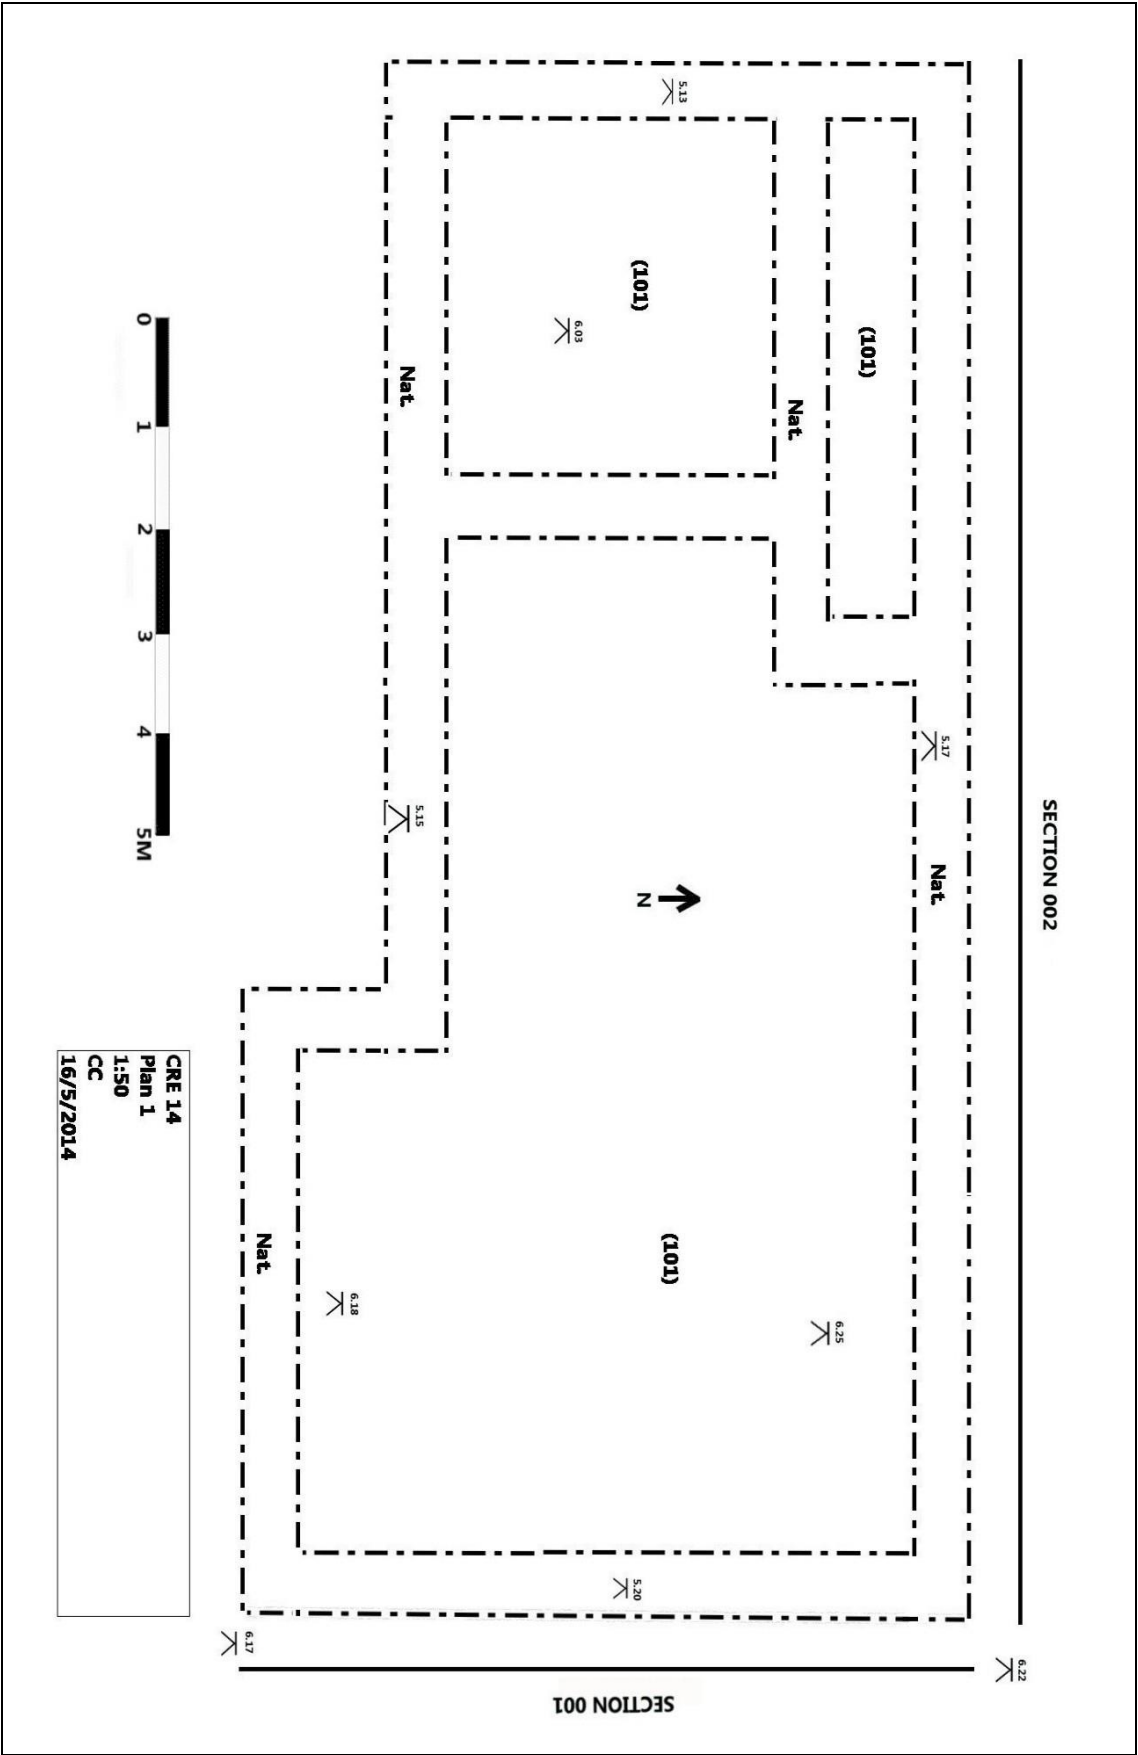 SECTION 002
6.22
5.17
Nat.
(101)
6.25
Nat.
5.13
(101)
(101)
N
5.20
SECTION 001
6.03
Nat.
5.15
6.18
Nat.
6.17
0 1 2 3 4 5M
CRE 14
Plan 1
1:50
CC
16/5/2014